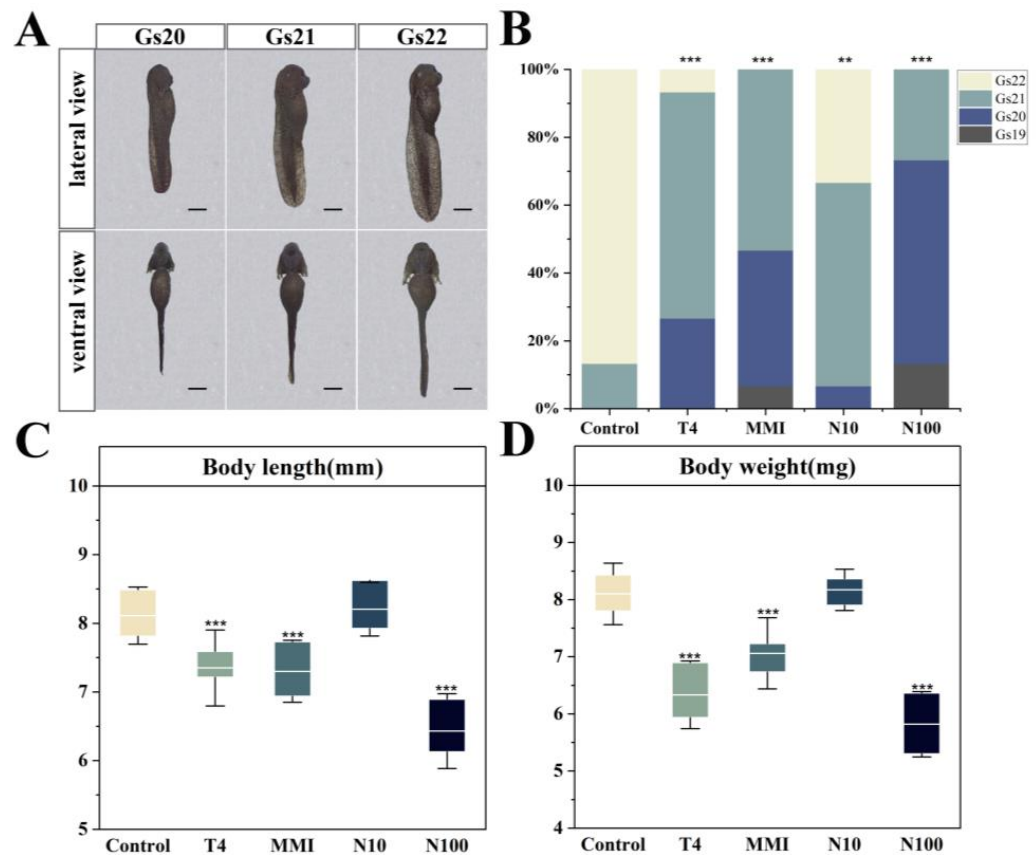 A
Gs20 Gs21 Gs22
lateral view
ventral view
B
*** *** ** ***
100%
80%
60%
40%
20%
0%
Control T4 MMI N10 N100
Gs22
Gs21
Gs20
Gs19
C
Body length(mm)
10
9
8
7
6
5
***
***
***
Control T4 MMI N10 N100
D
Body weight(mg)
10
9
8
7
6
5
4
***
***
***
Control T4 MMI N10 N100